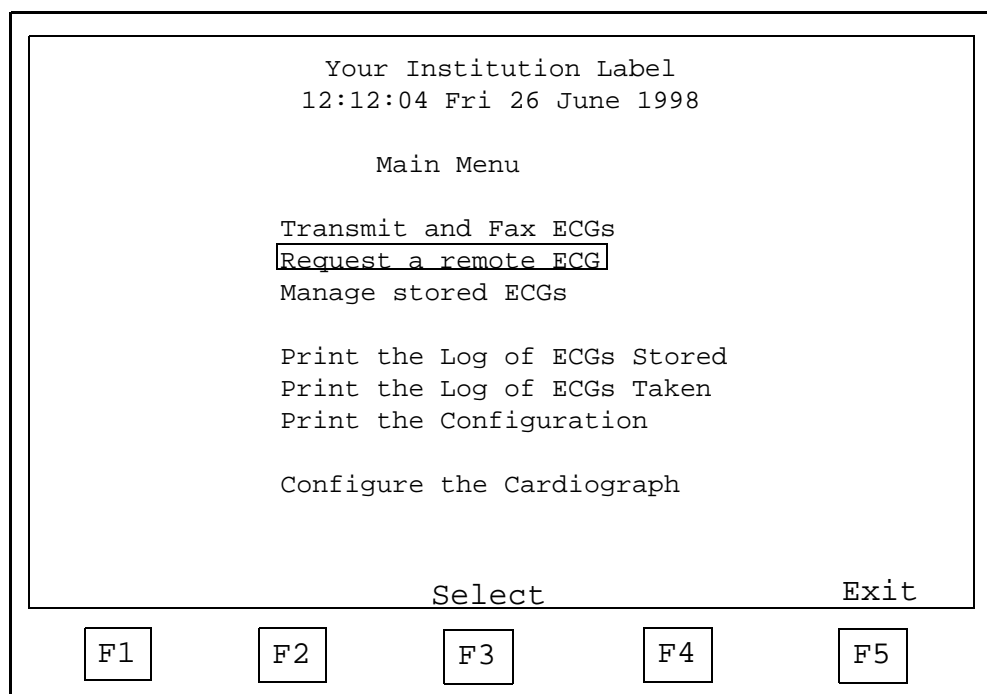 Your Institution Label
12:12:04 Fri 26 June 1998
Main Menu
Transmit and Fax ECGs
Request a remote ECG
Manage stored ECGs
Print the Log of ECGs Stored
Print the Log of ECGs Taken
Print the Configuration
Configure the Cardiograph
Select Exit
F1 F2 F3 F4 F5